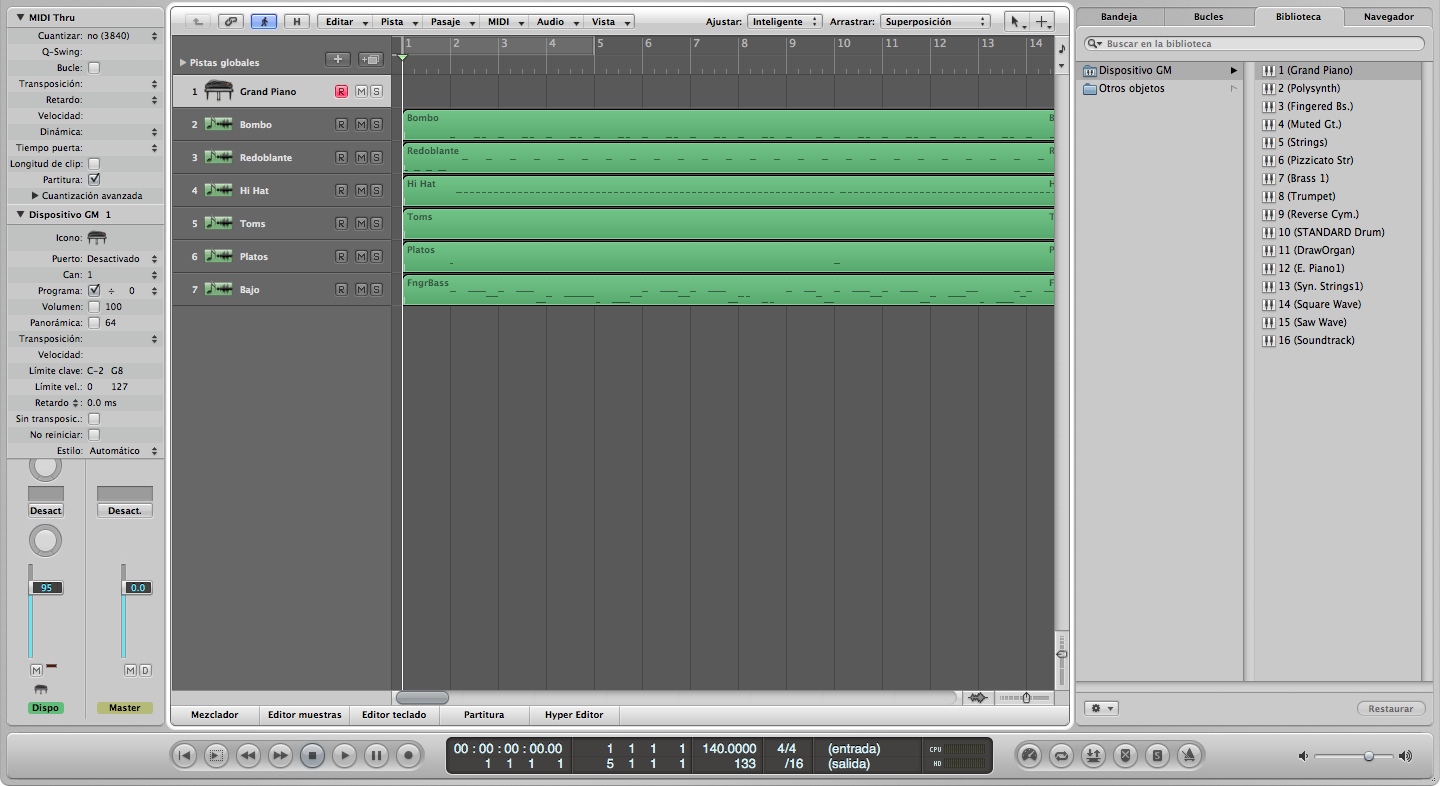 MIDI Thru
Cuantizar: no (3840)
Q-Swing:
Bucle:
Transposición:
Retardo:
Velocidad:
Dinámica:
Tiempo puerta:
Longitud de clip:
Partitura:
Cuantización avanzada
Dispositivo GM 1
Icono:
Puerto: Desactivado
Can: 1
Programa: ÷ 0
Volumen: 100
Panorámica: 64
Transposición:
Velocidad:
Límite clave: C-2 G8
Límite vel.: 0 127
Retardo : 0.0 ms
Sin transposic.:
No reiniciar:
Estilo: Automático
Desact
Desact.
95
0.0
M
M D
Dispo
Master
H
Editar
Pista
Pasaje
MIDI
Audio
Vista
Ajustar: Inteligente
Arrastrar: Superposición
Pistas globales
1 2 3 4 5 6 7 8 9 10 11 12 13 14
1 Grand Piano R M S
2 Bombo R M S
Bombo B
3 Redoblante R M S
Redoblante R
4 Hi Hat R M S
Hi Hat H
5 Toms R M S
Toms T
6 Platos R M S
Platos P
7 Bajo R M S
FngrBass F
Mezclador
Editor muestras
Editor teclado
Partitura
Hyper Editor
Bandeja
Bucles
Biblioteca
Navegador
Buscar en la biblioteca
Dispositivo GM
Otros objetos
1 (Grand Piano)
2 (Polysynth)
3 (Fingered Bs.)
4 (Muted Gt.)
5 (Strings)
6 (Pizzicato Str)
7 (Brass 1)
8 (Trumpet)
9 (Reverse Cym.)
10 (STANDARD Drum)
11 (DrawOrgan)
12 (E. Piano1)
13 (Syn. Strings1)
14 (Square Wave)
15 (Saw Wave)
16 (Soundtrack)
Restaurar
00 : 00 : 00 : 00.00 1 1 1 1 140.0000 4/4 (entrada) CPU
1 1 1 1 5 1 1 1 133 /16 (salida) HD
S